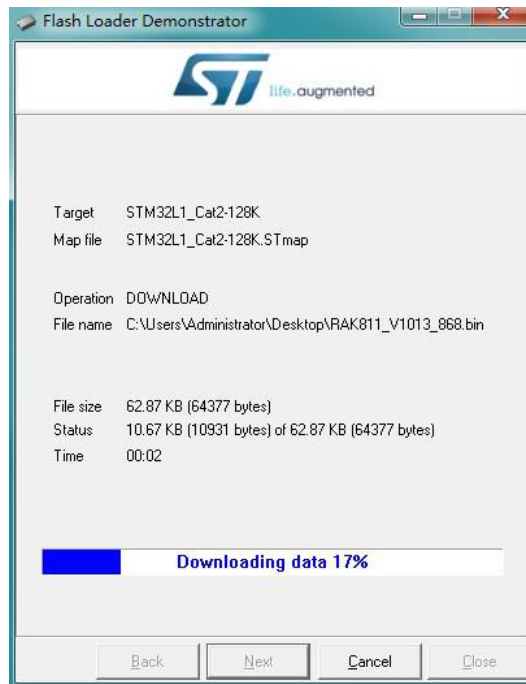 Flash Loader Demonstrator
ST
life.augmented
Target STM32L1_Cat2-128K
Map file STM32L1_Cat2-128K.STmap
Operation DOWNLOAD
File name C:\Users\Administrator\Desktop\RAK811_V1013_868.bin
File size 62.87 KB (64377 bytes)
Status 10.67 KB (10931 bytes) of 62.87 KB (64377 bytes)
Time 00:02
Downloading data 17%
Back Next Cancel Close